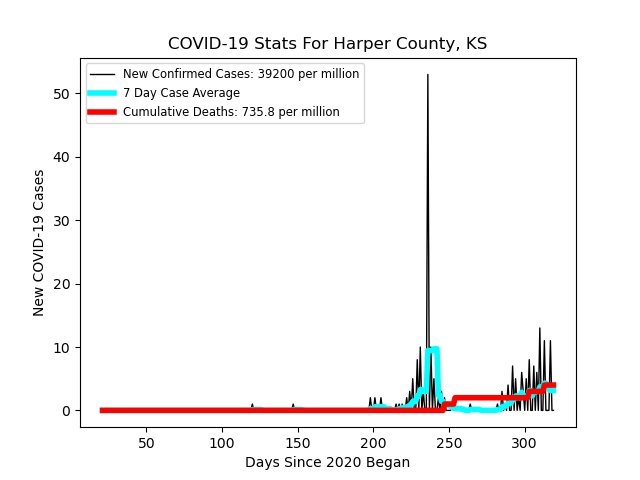 COVID-19 Stats For Harper County, KS
New Confirmed Cases: 39200 per million
7 Day Case Average
Cumulative Deaths: 735.8 per million
New COVID-19 Cases
50
40
30
20
10
0
50 100 150 200 250 300
Days Since 2020 Began